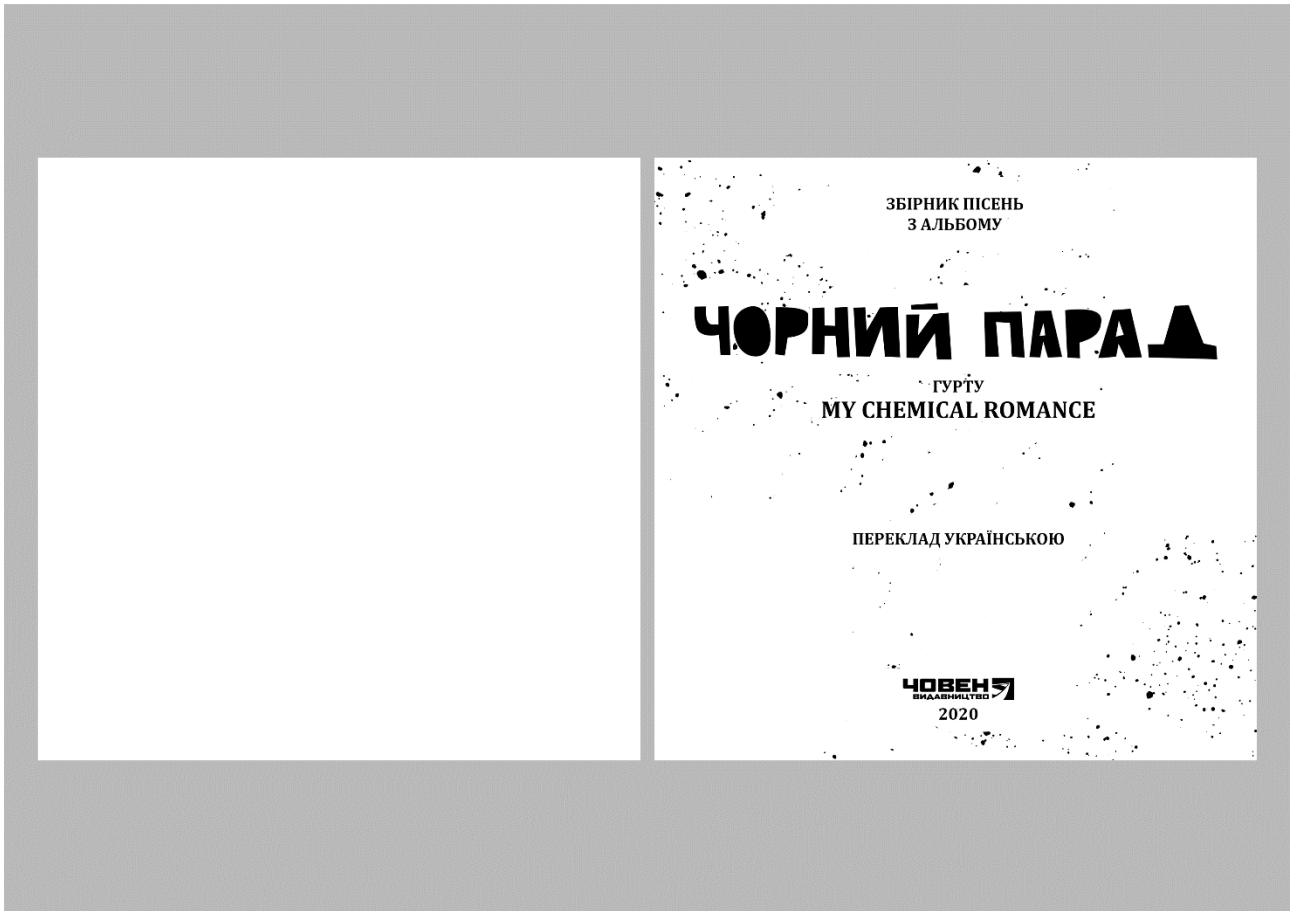 ЗБІРНИК ПІСЕНЬ
З АЛЬБОМУ
ЧОРНИЙ ПАРАД
ГУРТУ
MY CHEMICAL ROMANCE
ПЕРЕКЛАД УКРАЇНСЬКОЮ
ЧОВЕН
ВИДАВНИЦТВО
2020